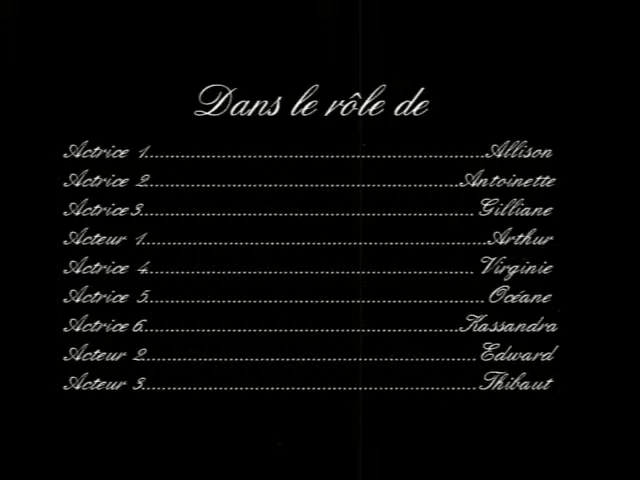 Dans le rôle de
Actrice 1..........................................................Allison
Actrice 2..........................................................Antoinette
Actrice 3.......................................................... Gilliane
Acteur 1..........................................................Arthur
Actrice 4.......................................................... Virginie
Actrice 5.......................................................... Océane
Actrice 6..........................................................Kassandra
Acteur 2.......................................................... Edward
Acteur 3.......................................................... Thibaut